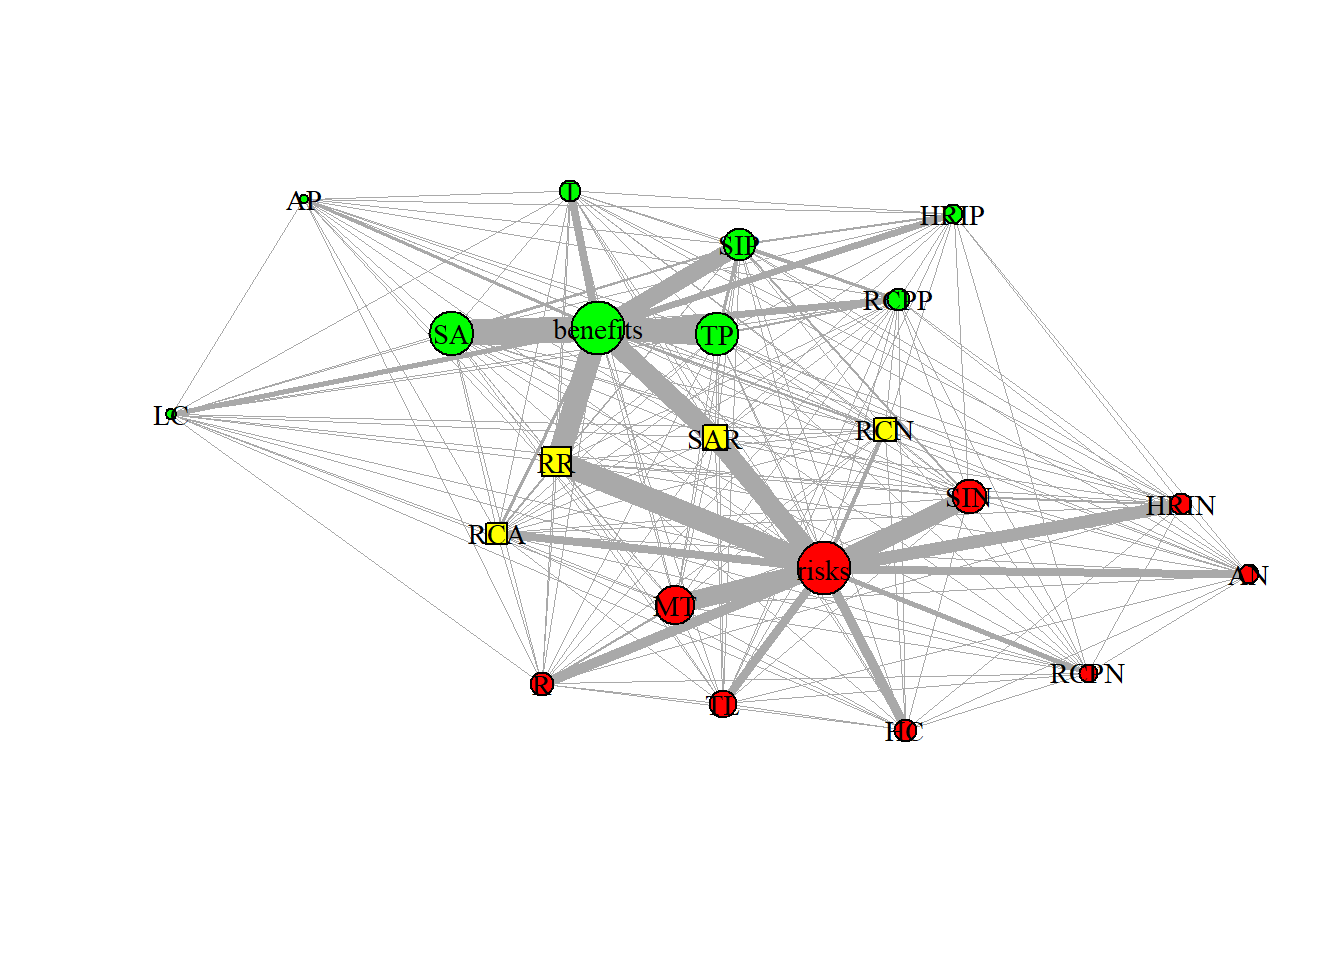 AP
I
HRIP
SIP
RCPP
SA
benefits
TP
LC
SAR
RCN
RR
SIN
HRIN
RCA
risks
AN
MT
RCPN
R
TL
HC